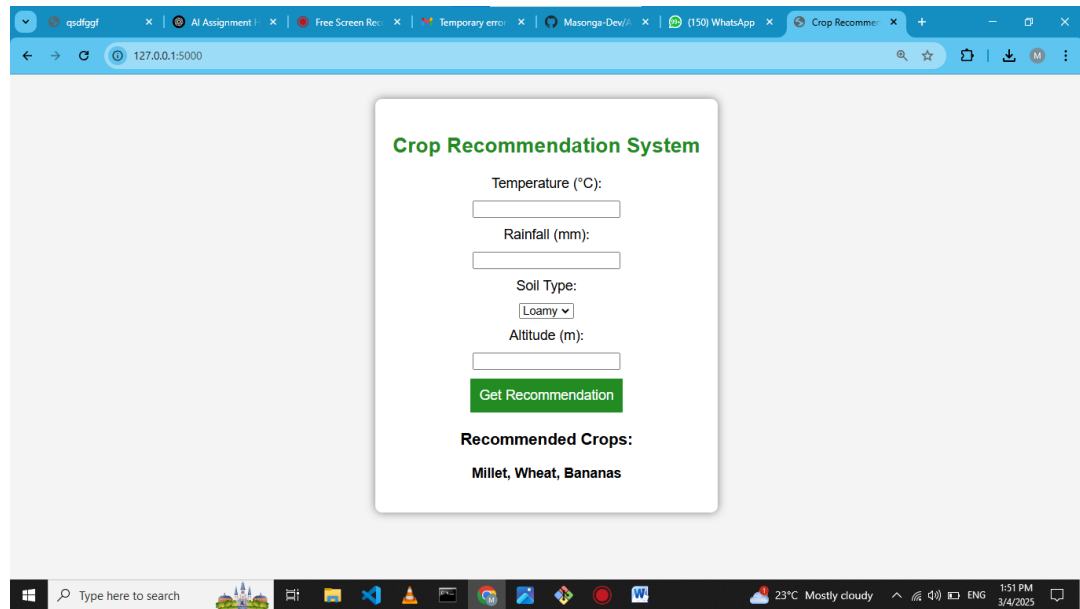 qsdfggf
AI Assignment H
Free Screen Rec
Temporary error
Masonga-Dev/A
(150) WhatsApp
Crop Recommen
127.0.0.1:5000
M
Crop Recommendation System
Temperature (°C):
Rainfall (mm):
Soil Type:
Loamy
Altitude (m):
Get Recommendation
Recommended Crops:
Millet, Wheat, Bananas
Type here to search
23°C Mostly cloudy
ENG
1:51 PM
3/4/2025